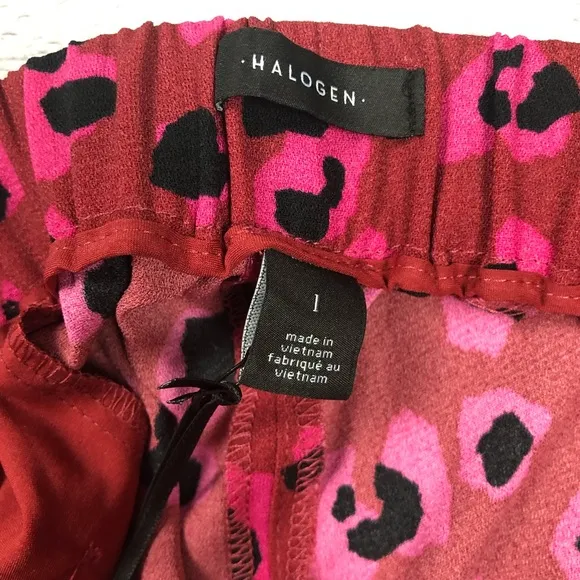 · HALOGEN ·
1
made in
vietnam
fabriqué au
vietnam